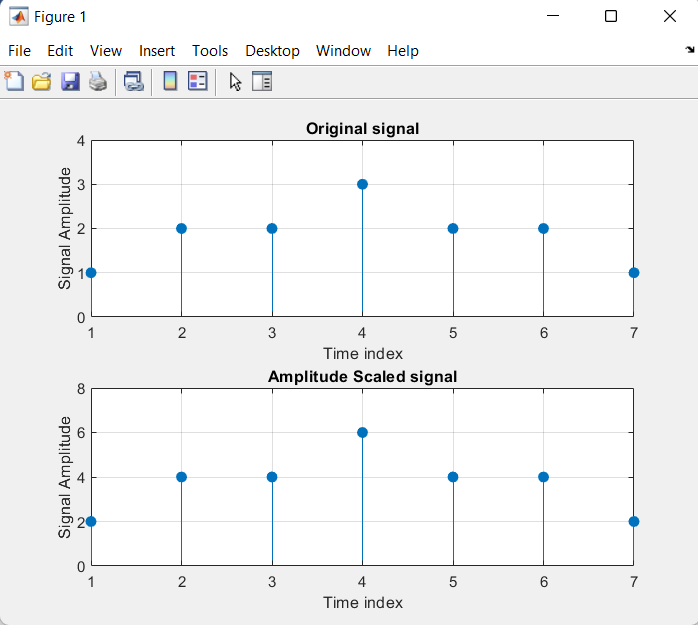 Figure 1
File Edit View Insert Tools Desktop Window Help
Original signal
4
3
2
1
0
Signal Amplitude
1 2 3 4 5 6 7
Time index
Amplitude Scaled signal
8
6
4
2
0
Signal Amplitude
1 2 3 4 5 6 7
Time index